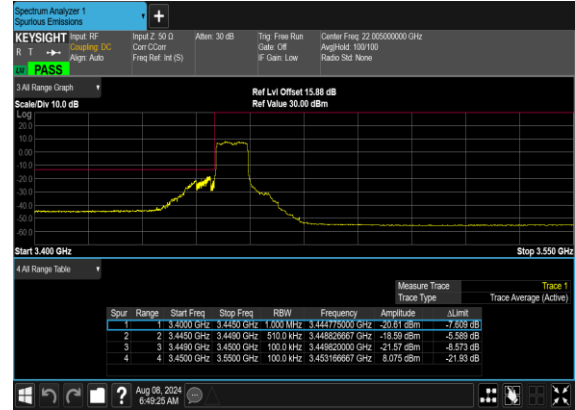 Spectrum Analyzer 1
Spurious Emissions
+
KEYSIGHT Input: RF Input Z: 50 Ω Atten: 30 dB Trig: Free Run Center Freq: 22.005000000 GHz
R T Coupling: DC Corr CCorr Gate: Off Avg|Hold: 100/100
Align: Auto Freq Ref: Int (S) IF Gain: Low Radio Std: None
PASS
3 All Range Graph
Ref Lvl Offset 15.88 dB
Scale/Div 10.0 dB Ref Value 30.00 dBm
Log
20.0
10.0
0.00
-10.0
-20.0
-30.0
-40.0
-50.0
-60.0
Start 3.400 GHz Stop 3.550 GHz
4 All Range Table
Measure Trace Trace 1
Trace Type Trace Average (Active)
Spur Range Start Freq Stop Freq RBW Frequency Amplitude ΔLimit
1 1 3.4000 GHz 3.4450 GHz 1.000 MHz 3.444775000 GHz -20.61 dBm -7.609 dB
2 2 3.4450 GHz 3.4490 GHz 510.0 kHz 3.448826667 GHz -18.59 dBm -5.589 dB
3 3 3.4490 GHz 3.4500 GHz 100.0 kHz 3.449820000 GHz -21.57 dBm -8.573 dB
4 4 3.4500 GHz 3.5500 GHz 100.0 kHz 3.453166667 GHz 8.075 dBm -21.93 dB
? Aug 08, 2024
6:49:25 AM